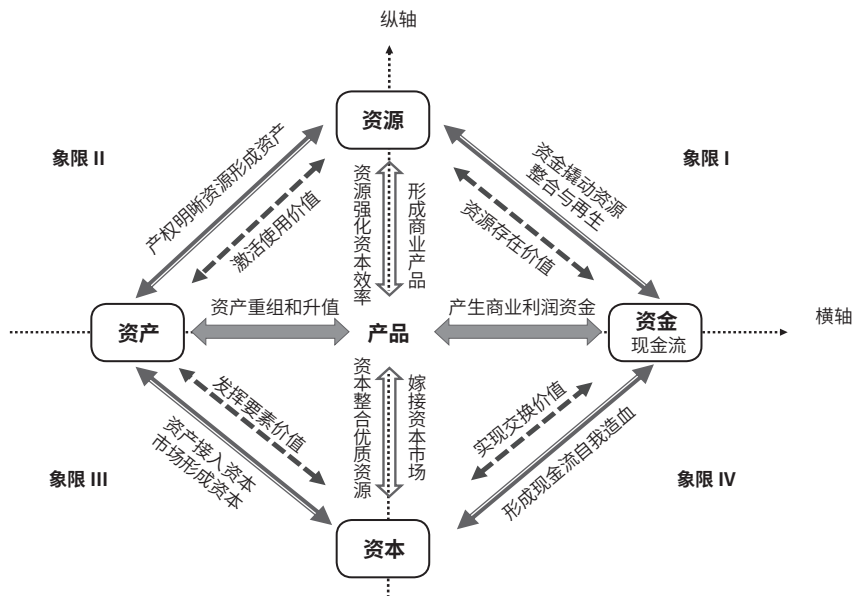 纵轴
资源
象限 II
象限 I
产权明晰资源形成资产
激活使用价值
资源强化资本效率
形成商业产品
资金撬动资源
整合与再生
资源存在价值
资产重组和升值
产生商业利润资金
横轴
资产
产品
资金
现金流
发挥要素价值
资产接入资本
市场形成资本
资本整合优质资源
嫁接资本市场
实现交换价值
形成现金流自我造血
象限 III
象限 IV
资本